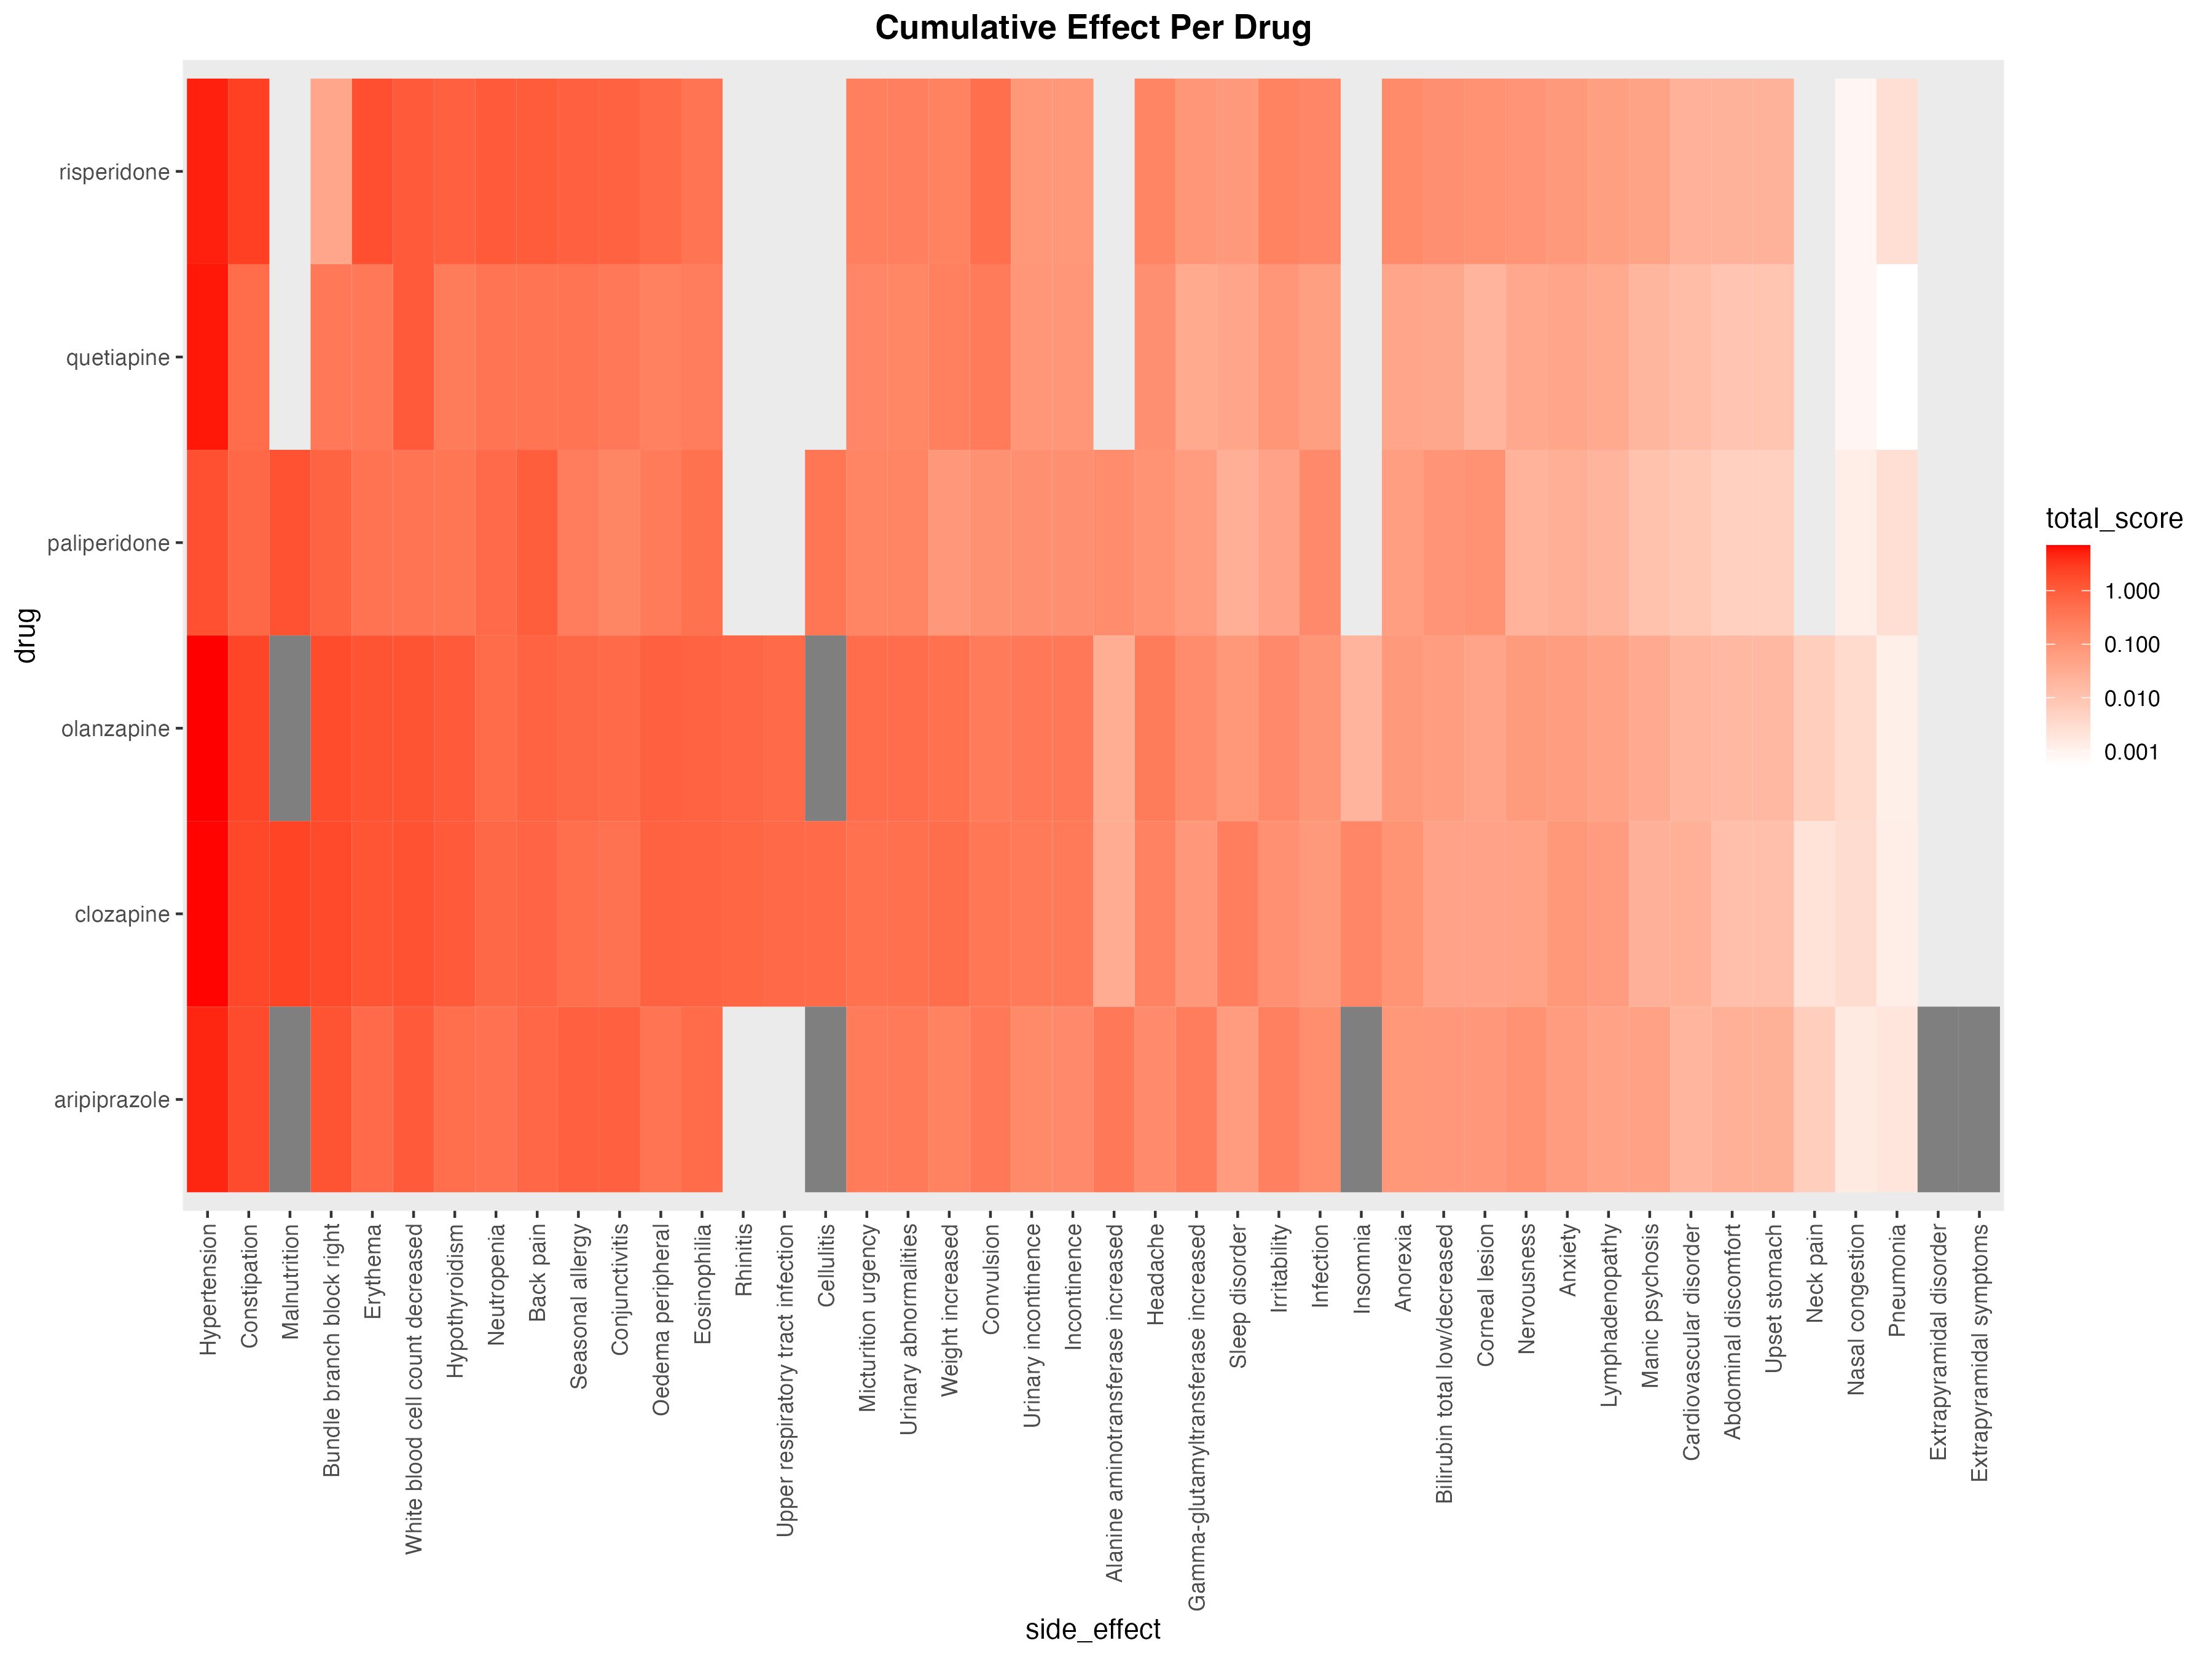 Cumulative Effect Per Drug
drug
risperidone
quetiapine
paliperidone
olanzapine
clozapine
aripiprazole
Hypertension
Constipation
Malnutrition
Bundle branch block right
Erythema
White blood cell count decreased
Hypothyroidism
Neutropenia
Back pain
Seasonal allergy
Conjunctivitis
Oedema peripheral
Eosinophilia
Rhinitis
Upper respiratory tract infection
Cellulitis
Micturition urgency
Urinary abnormalities
Weight increased
Convulsion
Urinary incontinence
Incontinence
Alanine aminotransferase increased
Headache
Gamma-glutamyltransferase increased
Sleep disorder
Irritability
Infection
Insomnia
Anorexia
Bilirubin total low/decreased
Corneal lesion
Nervousness
Anxiety
Lymphadenopathy
Manic psychosis
Cardiovascular disorder
Abdominal discomfort
Upset stomach
Neck pain
Nasal congestion
Pneumonia
Extrapyramidal disorder
Extrapyramidal symptoms
side_effect
total_score
1.000
0.100
0.010
0.001